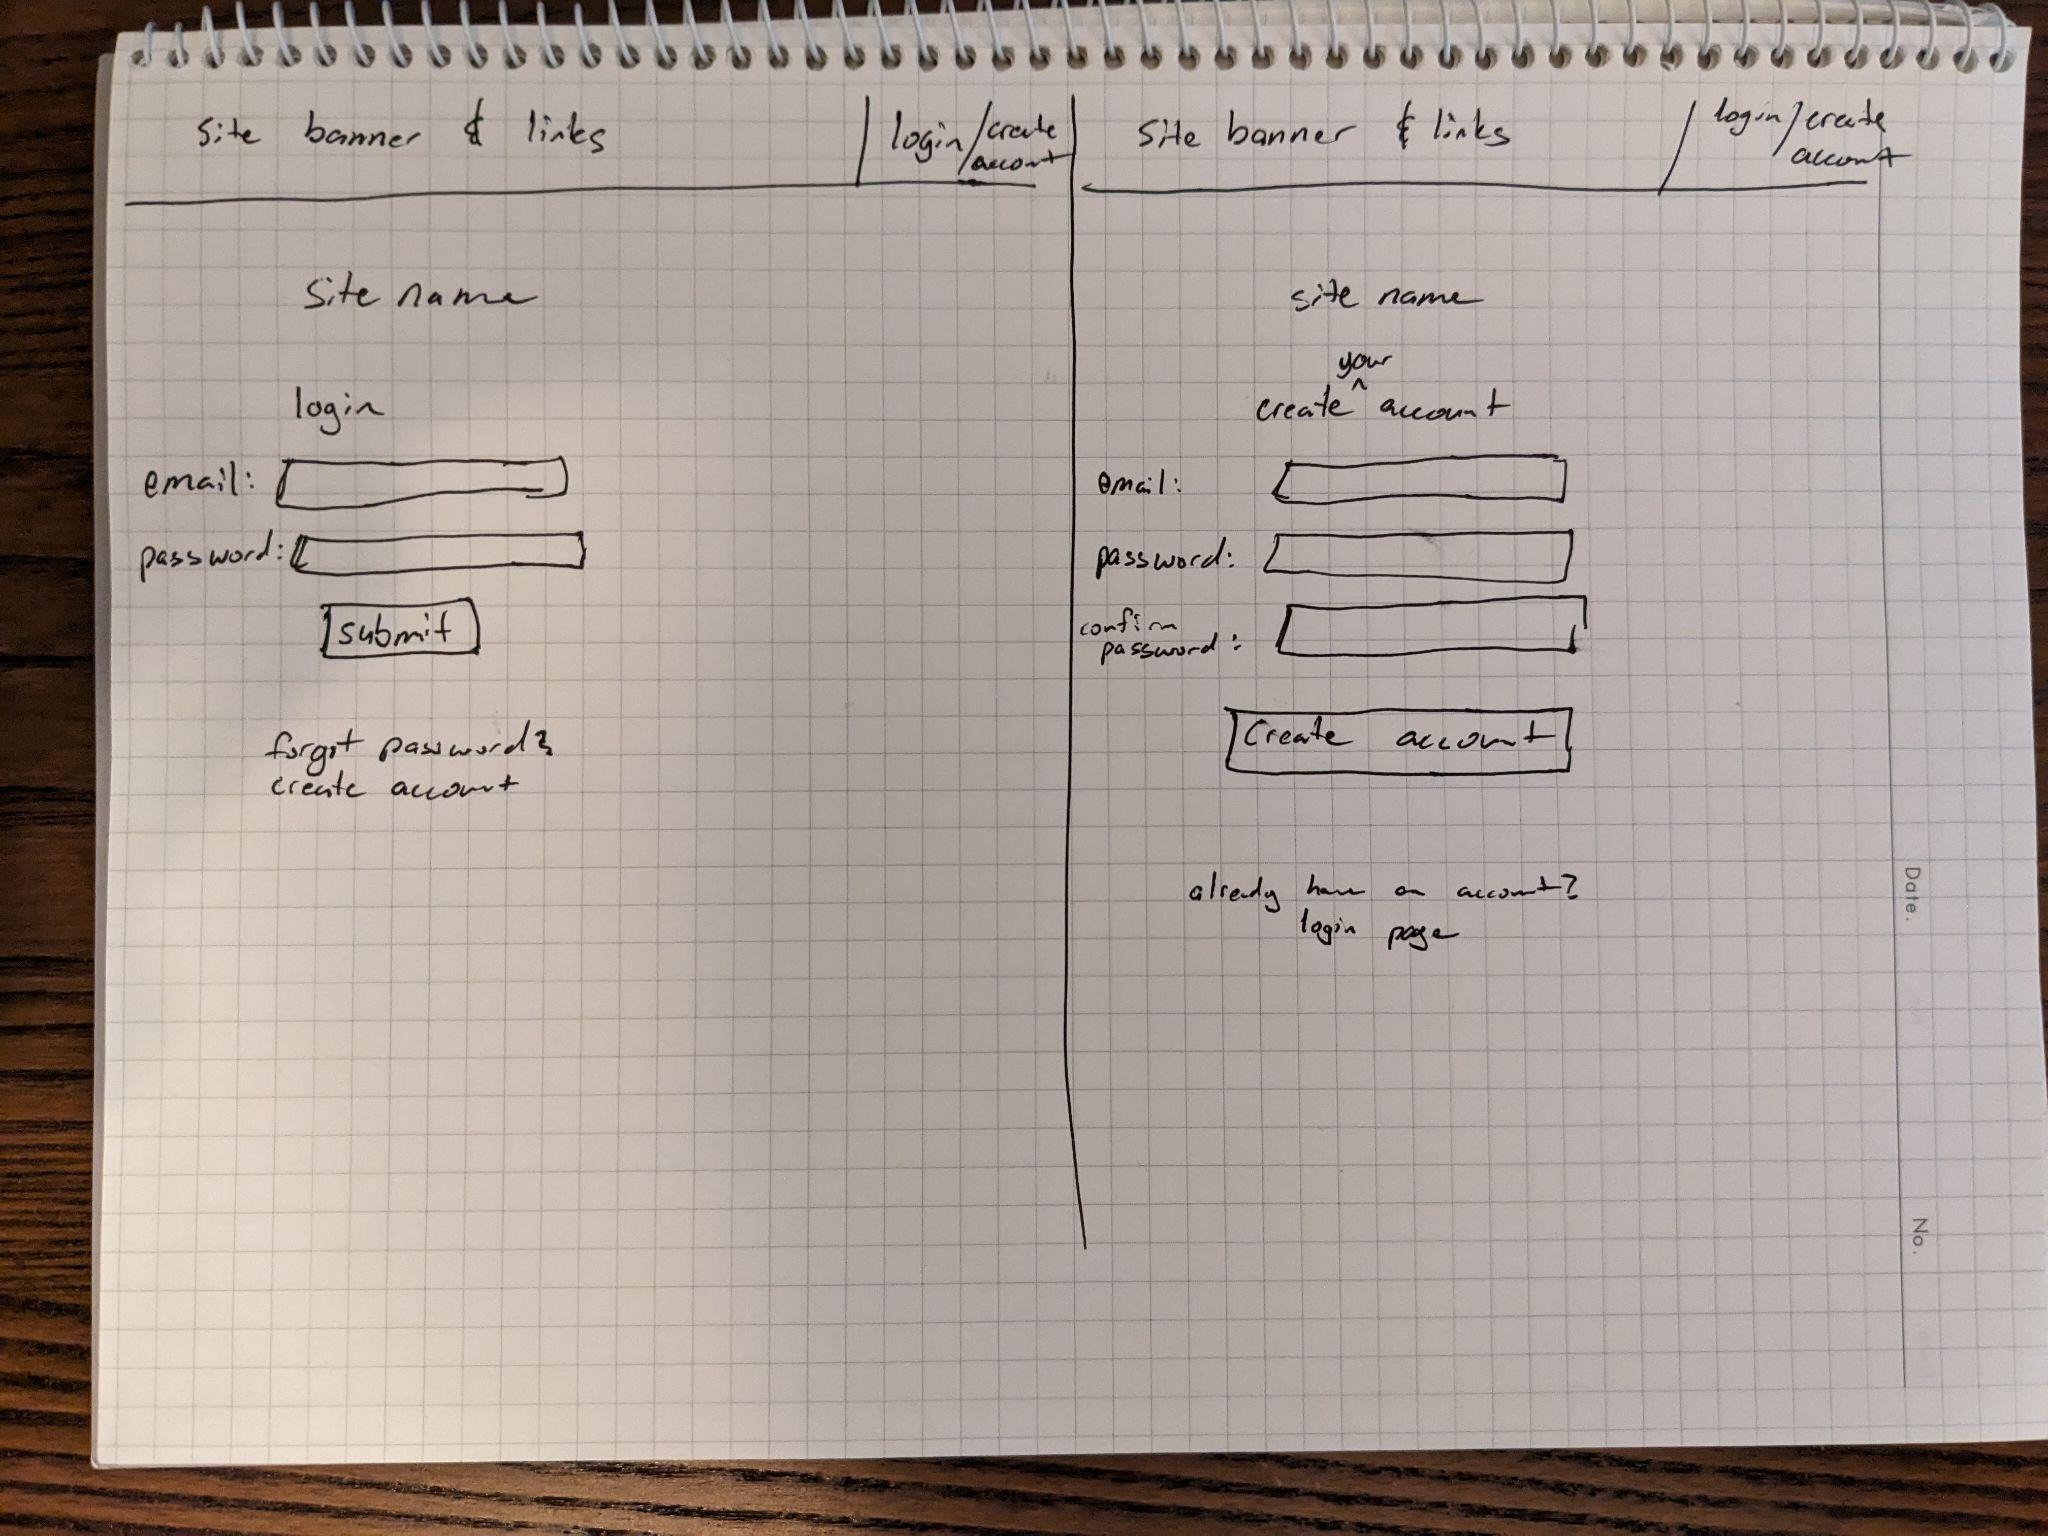 site banner & links
login/create
account
site name
login
email:
password:
submit
forgot password?
create account
site banner & links
login/create
account
site name
your
create ^ account
email:
password:
confirm
password:
Create account
already have an account?
login page
Date.
No.